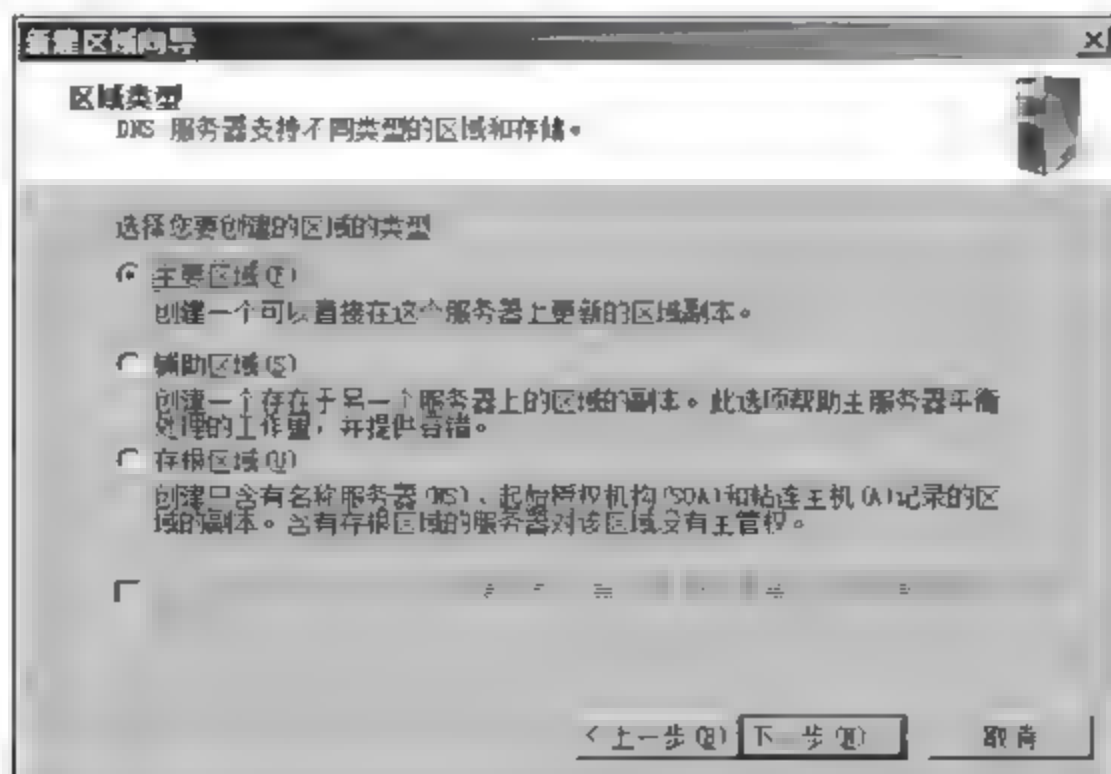 新建区域向导
区域类型
DNS 服务器支持不同类型的区域和存储。
选择您要创建的区域的类型
主要区域(P)
创建一个可以直接在这个服务器上更新的区域副本。
辅助区域(S)
创建一个存在于另一个服务器上的区域的副本。此选项帮助主服务器平衡
处理的工作量，并提供容错。
存根区域(U)
创建只含有名称服务器(NS)、起始授权机构(SOA)和粘连主机(A)记录的区
域的副本。含有存根区域的服务器对该区域没有主管权。
<上一步(B)
下一步(N)
取消